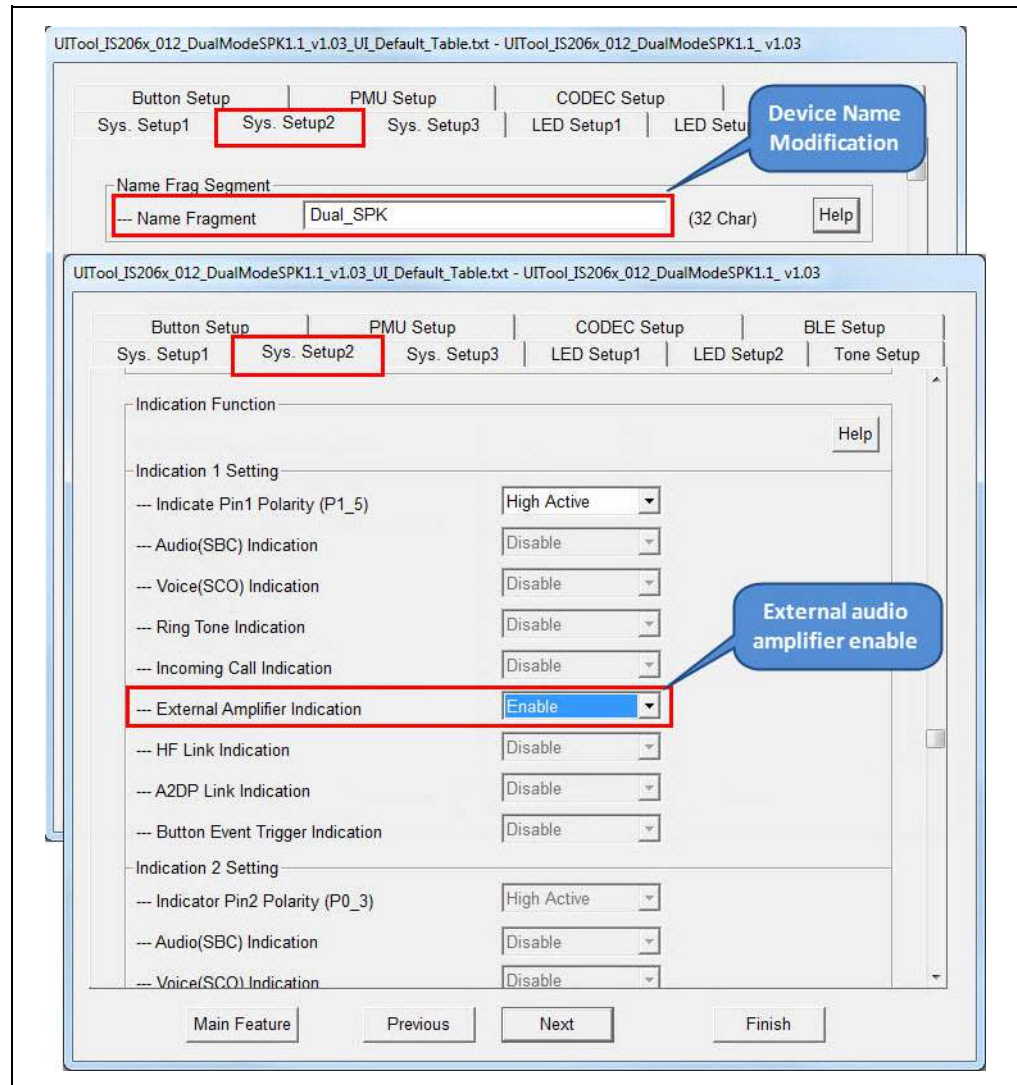 UITool_IS206x_012_DualModeSPK1.1_v1.03_UI_Default_Table.txt - UITool_IS206x_012_DualModeSPK1.1_ v1.03
Button Setup PMU Setup CODEC Setup
Sys. Setup1 Sys. Setup2 Sys. Setup3 LED Setup1 LED Setu
Device Name
Modification
Name Frag Segment
--- Name Fragment Dual_SPK (32 Char) Help
UITool_IS206x_012_DualModeSPK1.1_v1.03_UI_Default_Table.txt - UITool_IS206x_012_DualModeSPK1.1_ v1.03
Button Setup PMU Setup CODEC Setup BLE Setup
Sys. Setup1 Sys. Setup2 Sys. Setup3 LED Setup1 LED Setup2 Tone Setup
Indication Function
Help
Indication 1 Setting
--- Indicate Pin1 Polarity (P1_5) High Active
--- Audio(SBC) Indication Disable
--- Voice(SCO) Indication Disable
--- Ring Tone Indication Disable
--- Incoming Call Indication Disable
External audio
amplifier enable
--- External Amplifier Indication Enable
--- HF Link Indication Disable
--- A2DP Link Indication Disable
--- Button Event Trigger Indication Disable
Indication 2 Setting
--- Indicator Pin2 Polarity (P0_3) High Active
--- Audio(SBC) Indication Disable
--- Voice(SCO) Indication Disable
Main Feature Previous Next Finish